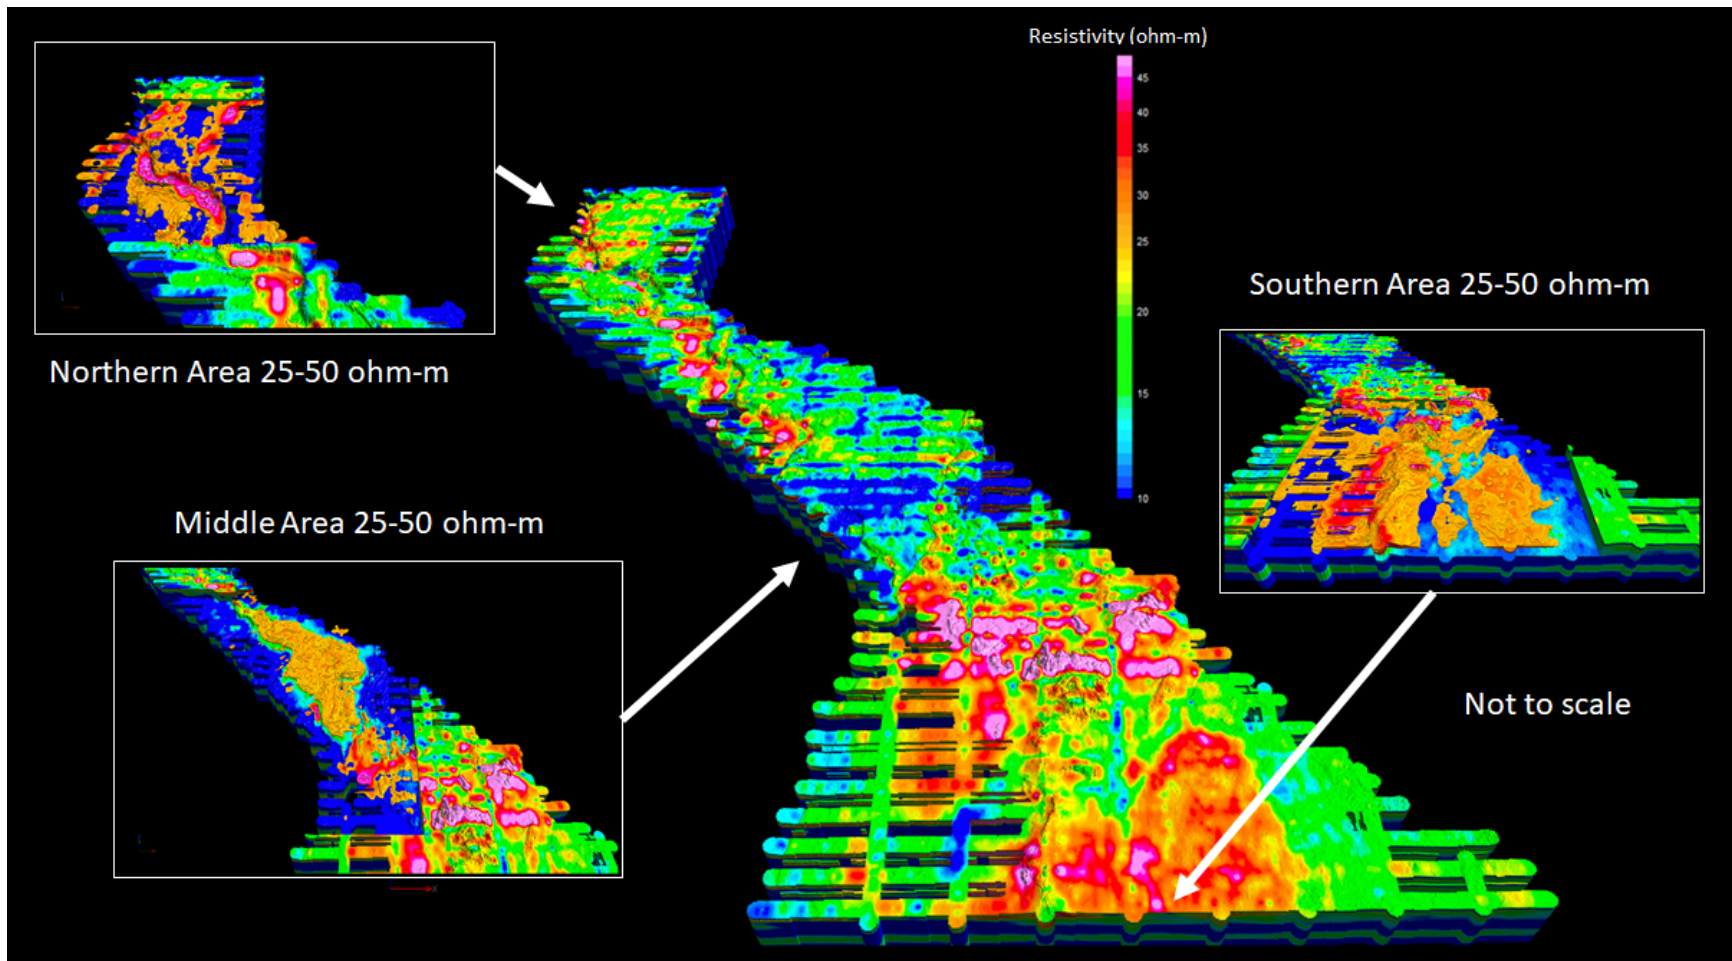 Resistivity (ohm-m)
45
40
35
30
25
20
15
10
Northern Area 25-50 ohm-m
Southern Area 25-50 ohm-m
Middle Area 25-50 ohm-m
Not to scale
X